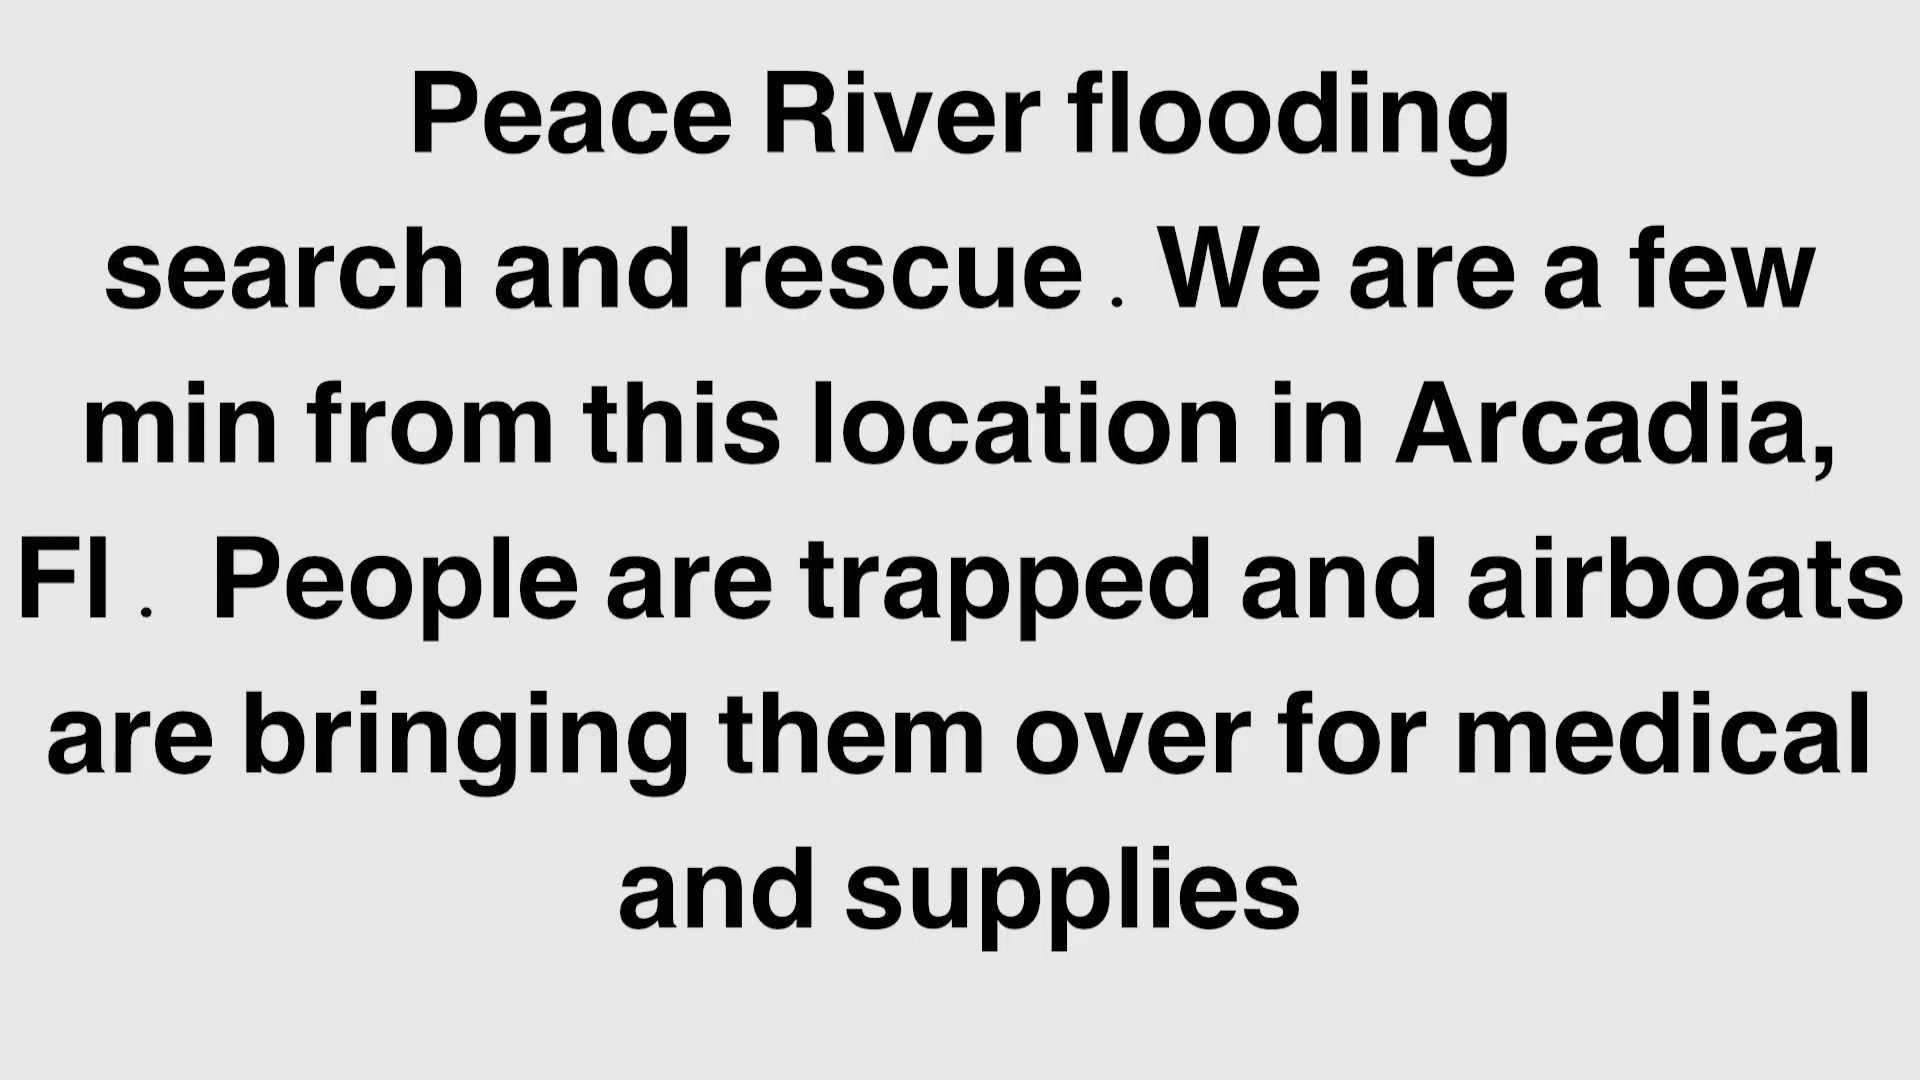 Peace River flooding
search and rescue . We are a few
min from this location in Arcadia,
Fl .  People are trapped and airboats
are bringing them over for medical
and supplies